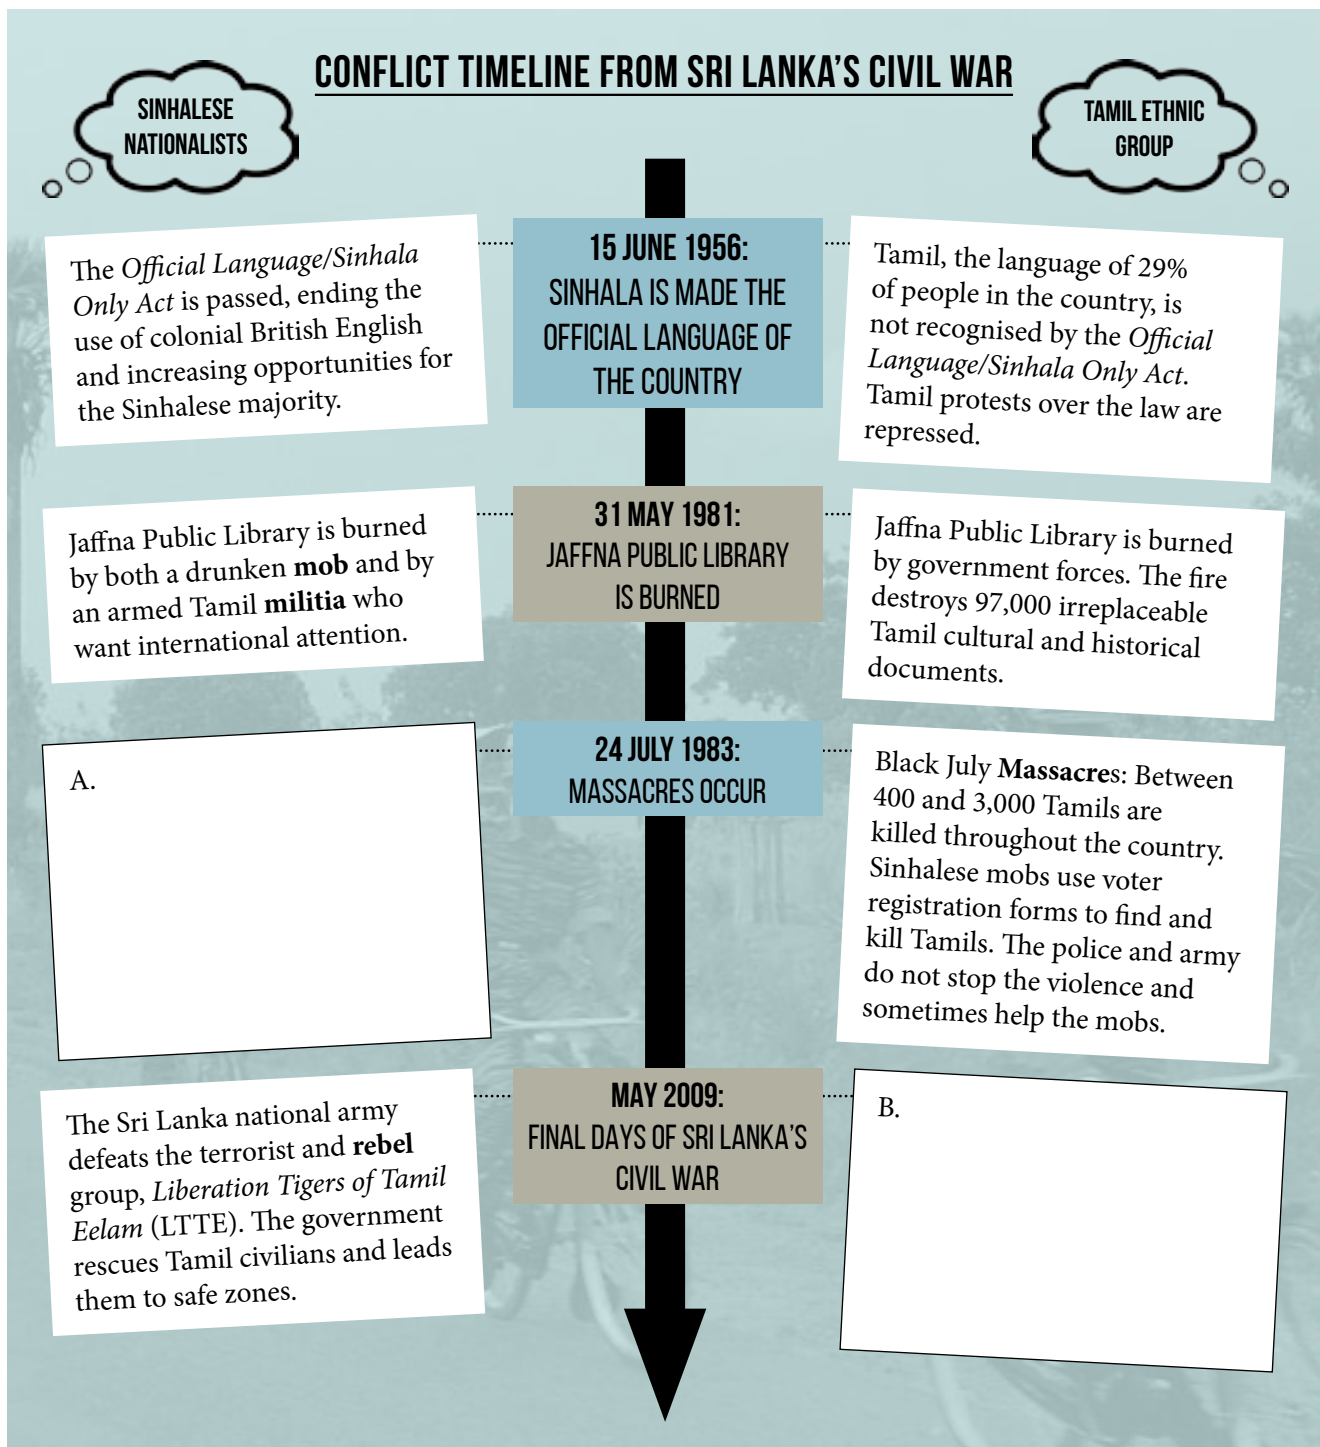 CONFLICT TIMELINE FROM SRI LANKA'S CIVIL WAR
SINHALESE
NATIONALISTS
TAMIL ETHNIC
GROUP
The Official Language/Sinhala
Only Act is passed, ending the
use of colonial British English
and increasing opportunities for
the Sinhalese majority.
15 JUNE 1956:
SINHALA IS MADE THE
OFFICIAL LANGUAGE OF
THE COUNTRY
Tamil, the language of 29%
of people in the country, is
not recognised by the Official
Language/Sinhala Only Act.
Tamil protests over the law are
repressed.
Jaffna Public Library is burned
by both a drunken mob and by
an armed Tamil militia who
want international attention.
31 MAY 1981:
JAFFNA PUBLIC LIBRARY
IS BURNED
Jaffna Public Library is burned
by government forces. The fire
destroys 97,000 irreplaceable
Tamil cultural and historical
documents.
A.
24 JULY 1983:
MASSACRES OCCUR
Black July Massacres: Between
400 and 3,000 Tamils are
killed throughout the country.
Sinhalese mobs use voter
registration forms to find and
kill Tamils. The police and army
do not stop the violence and
sometimes help the mobs.
The Sri Lanka national army
defeats the terrorist and rebel
group, Liberation Tigers of Tamil
Eelam (LTTE). The government
rescues Tamil civilians and leads
them to safe zones.
MAY 2009:
FINAL DAYS OF SRI LANKA'S
CIVIL WAR
B.